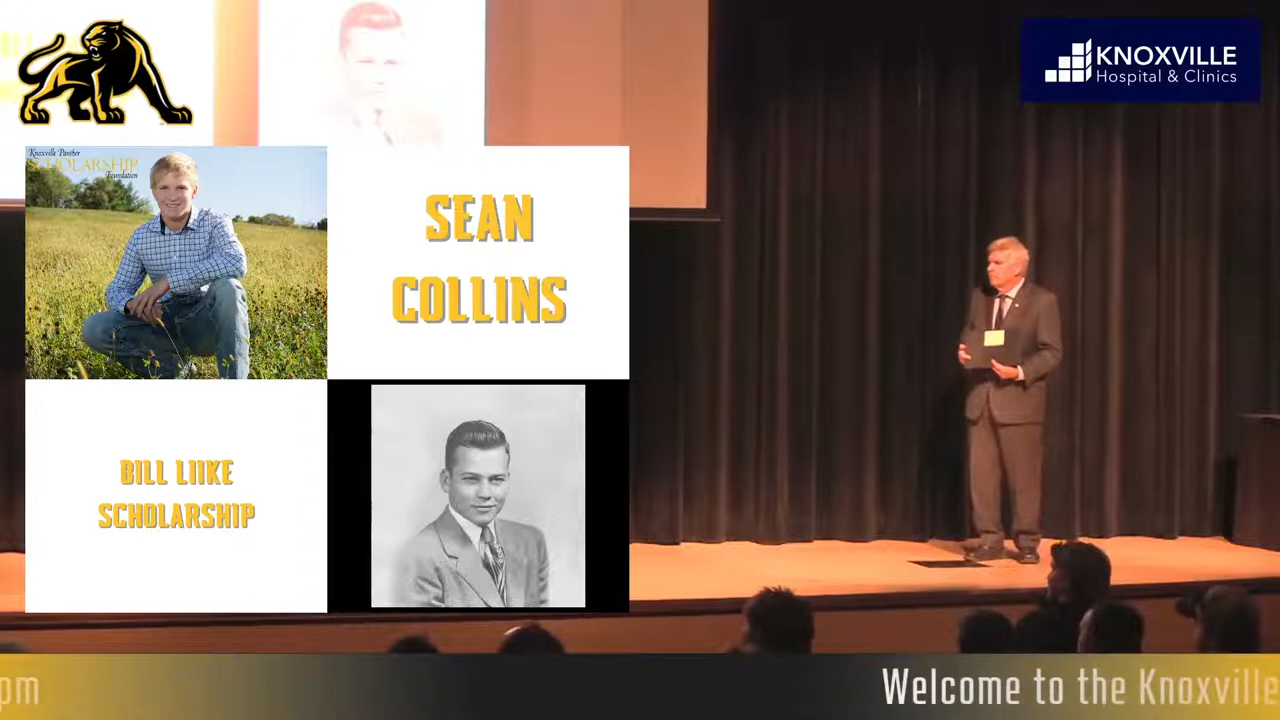 KNOXVILLE
Hospital & Clinics
Knoxville Panther
SCHOLARSHIP
Foundation
SEAN
COLLINS
BILL LIIKE
SCHOLARSHIP
pm
Welcome to the Knoxville